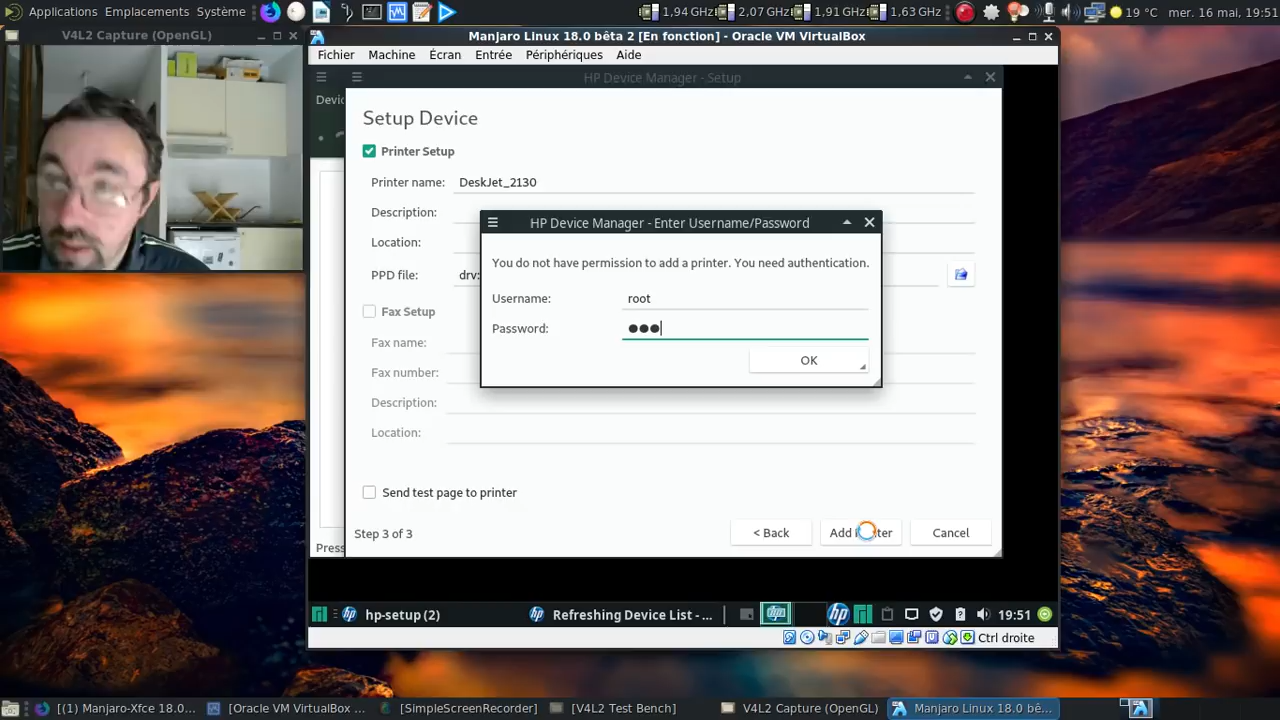 Applications Emplacements Système
1,94 GHz 2,07 GHz 1,91 GHz 1,63 GHz 19 °C mer. 16 mai, 19:51
V4L2 Capture (OpenGL)
Manjaro Linux 18.0 bêta 2 [En fonction] - Oracle VM VirtualBox
Fichier Machine Écran Entrée Périphériques Aide
HP Device Manager - Setup
Devic
Setup Device
Printer Setup
Printer name: DeskJet_2130
Description:
Location:
PPD file: drv:
Fax Setup
Fax name:
Fax number:
Description:
Location:
HP Device Manager - Enter Username/Password
You do not have permission to add a printer. You need authentication.
Username: root
Password: ●●●
OK
Send test page to printer
Step 3 of 3
< Back Add Printer Cancel
Press
hp-setup (2) Refreshing Device List - ... 19:51
Ctrl droite
[(1) Manjaro-Xfce 18.0... [Oracle VM VirtualBox ... [SimpleScreenRecorder] [V4L2 Test Bench] V4L2 Capture (OpenGL) Manjaro Linux 18.0 bê...